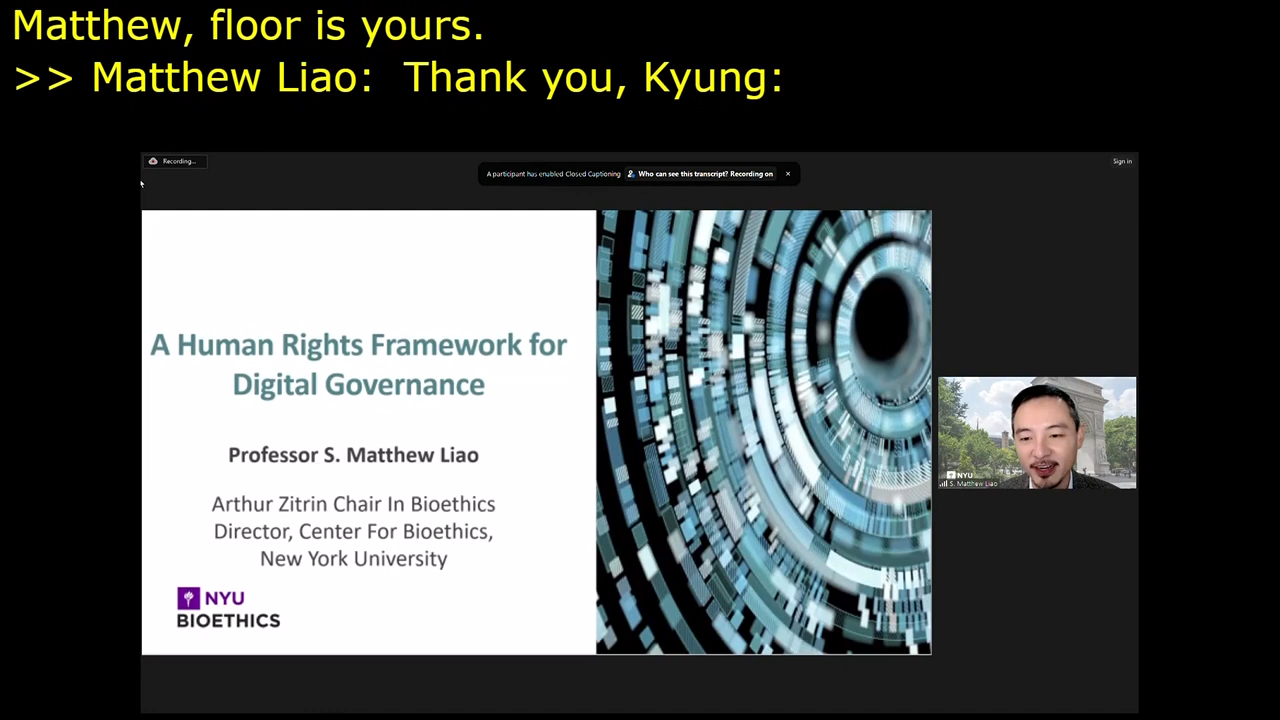 Matthew, floor is yours.
>> Matthew Liao:  Thank you, Kyung:
Recording...
A participant has enabled Closed Captioning
Who can see this transcript? Recording on
Sign in
A Human Rights Framework for
Digital Governance
Professor S. Matthew Liao
Arthur Zitrin Chair In Bioethics
Director, Center For Bioethics,
New York University
NYU
BIOETHICS
NYU
S. Matthew Liao